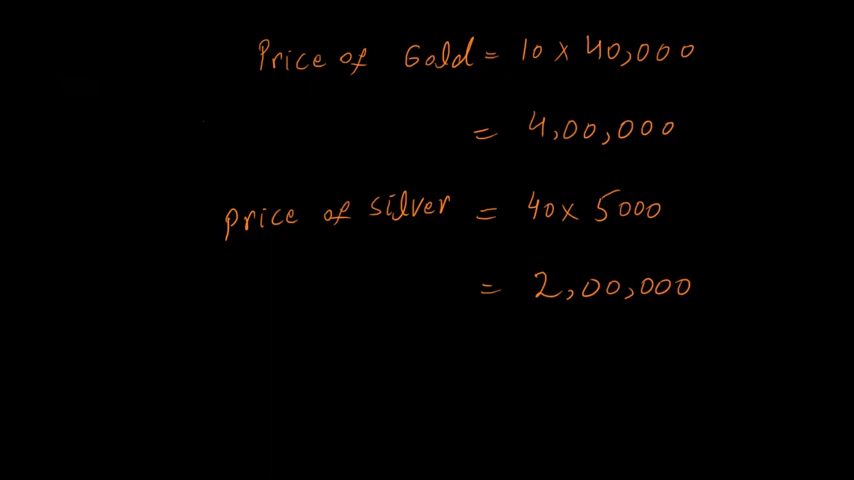 Price of Gold = 10 x 40,000
= 4,00,000
price of silver = 40 x 5000
= 2,00,000